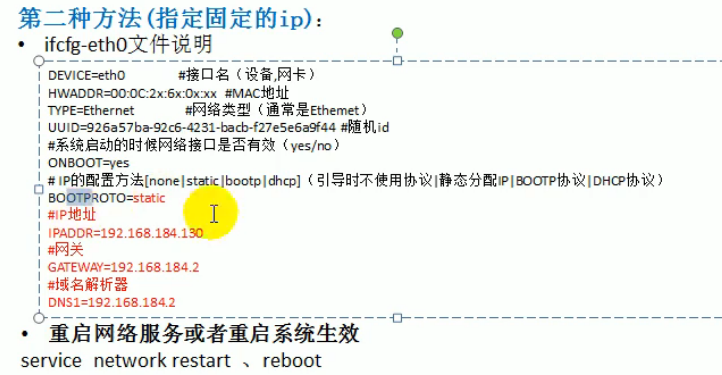 第二种方法(指定固定的ip):
• ifcfg-eth0文件说明
DEVICE=eth0 #接口名（设备,网卡）
HWADDR=00:0C:2x:6x:0x:xx #MAC地址
TYPE=Ethernet #网络类型（通常是Ethemet）
UUID=926a57ba-92c6-4231-bacb-f27e5e6a9f44 #随机id
#系统启动的时候网络接口是否有效（yes/no）
ONBOOT=yes
# IP的配置方法[none|static|bootp|dhcp]（引导时不使用协议|静态分配IP|BOOTP协议|DHCP协议）
BOOTPROTO=static
#IP地址
IPADDR=192.168.184.130
#网关
GATEWAY=192.168.184.2
#域名解析器
DNS1=192.168.184.2
• 重启网络服务或者重启系统生效
service network restart 、reboot